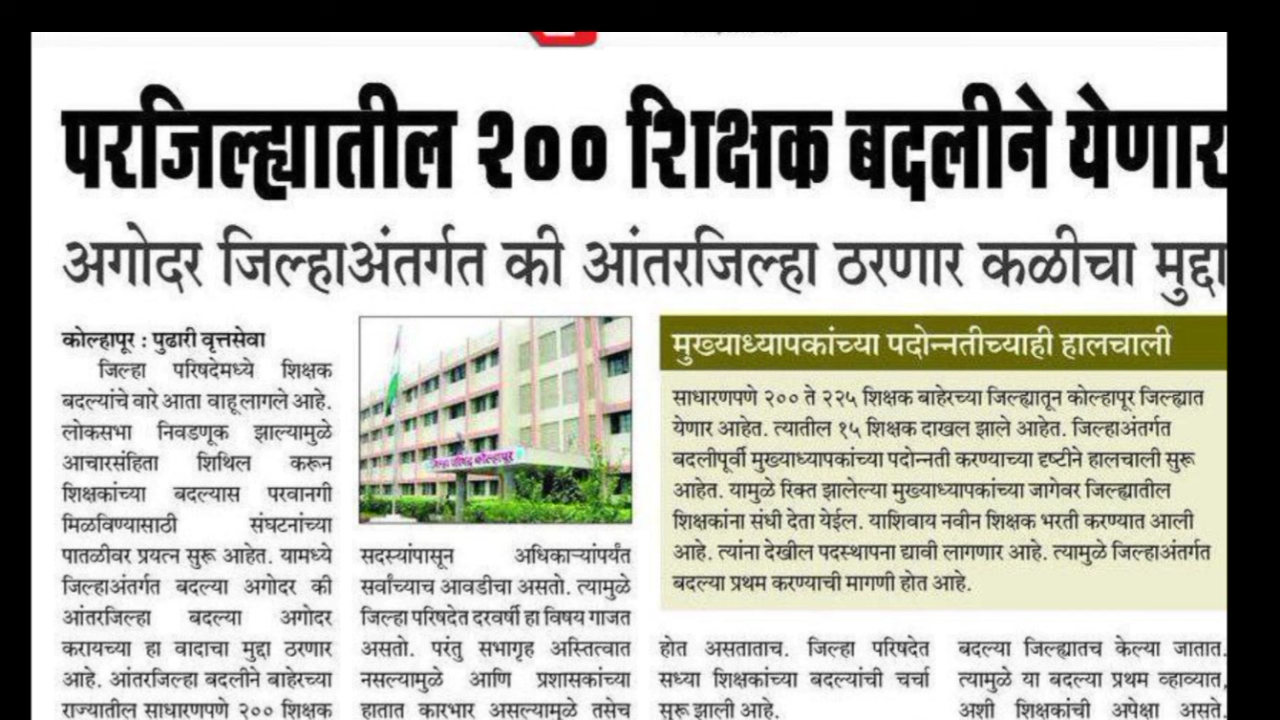 परजिल्ह्यातील २०० शिक्षक बदलीने येणार
अगोदर जिल्हाअंतर्गत की आंतरजिल्हा ठरणार कळीचा मुद्दा
कोल्हापूर : पुढारी वृत्तसेवा
जिल्हा परिषदेमध्ये शिक्षक
बदल्यांचे वारे आता वाहू लागले आहे.
लोकसभा निवडणूक झाल्यामुळे
आचारसंहिता शिथिल करून
शिक्षकांच्या बदल्यास परवानगी
मिळविण्यासाठी संघटनांच्या
पातळीवर प्रयत्न सुरू आहेत. यामध्ये
जिल्हाअंतर्गत बदल्या अगोदर की
आंतरजिल्हा बदल्या अगोदर
करायच्या हा वादाचा मुद्दा ठरणार
आहे. आंतरजिल्हा बदलीने बाहेरच्या
राज्यातील साधारणपणे २०० शिक्षक
जिल्हा परिषद कोल्हापूर
सदस्यांपासून अधिकाऱ्यांपर्यंत
सर्वांच्याच आवडीचा असतो. त्यामुळे
जिल्हा परिषदेत दरवर्षी हा विषय गाजत
असतो. परंतु सभागृह अस्तित्वात
नसल्यामुळे आणि प्रशासकांच्या
हातात कारभार असल्यामुळे तसेच
मुख्याध्यापकांच्या पदोन्नतीच्याही हालचाली
साधारणपणे २०० ते २२५ शिक्षक बाहेरच्या जिल्ह्यातून कोल्हापूर जिल्ह्यात
येणार आहेत. त्यातील १५ शिक्षक दाखल झाले आहेत. जिल्हाअंतर्गत
बदलीपूर्वी मुख्याध्यापकांच्या पदोन्नती करण्याच्या दृष्टीने हालचाली सुरू
आहेत. यामुळे रिक्त झालेल्या मुख्याध्यापकांच्या जागेवर जिल्ह्यातील
शिक्षकांना संधी देता येईल. याशिवाय नवीन शिक्षक भरती करण्यात आली
आहे. त्यांना देखील पदस्थापना द्यावी लागणार आहे. त्यामुळे जिल्हाअंतर्गत
बदल्या प्रथम करण्याची मागणी होत आहे.
होत असताताच. जिल्हा परिषदेत
सध्या शिक्षकांच्या बदल्यांची चर्चा
सुरू झाली आहे.
बदल्या जिल्ह्यातच केल्या जातात.
त्यामुळे या बदल्या प्रथम व्हाव्यात,
अशी शिक्षकांची अपेक्षा असते.